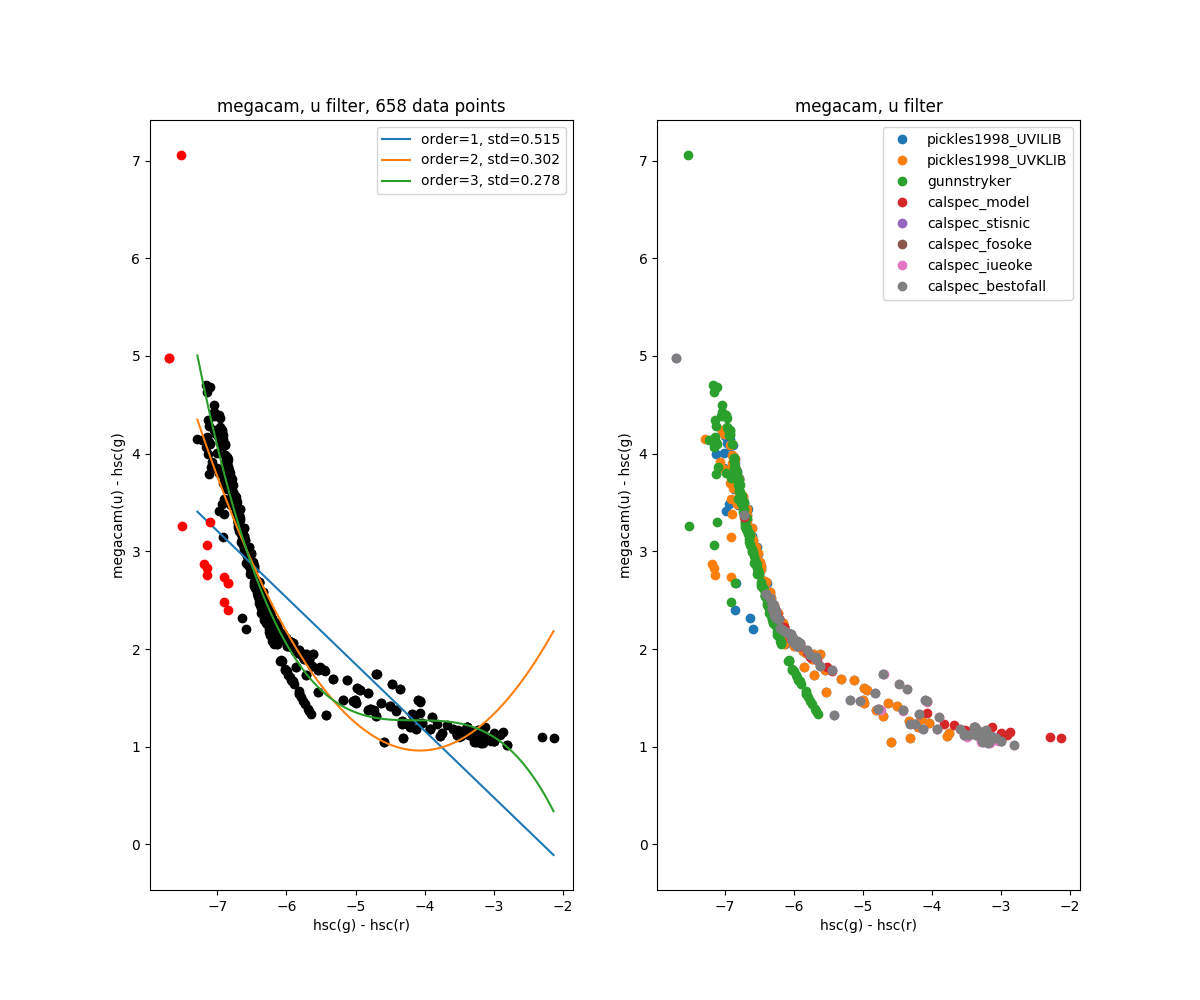 megacam, u filter, 658 data points
order=1, std=0.515
order=2, std=0.302
order=3, std=0.278
megacam(u) - hsc(g)
7
6
5
4
3
2
1
0
−7
−6
−5
−4
−3
−2
hsc(g) - hsc(r)
megacam, u filter
pickles1998_UVILIB
pickles1998_UVKLIB
gunnstryker
calspec_model
calspec_stisnic
calspec_fosoke
calspec_iueoke
calspec_bestofall
megacam(u) - hsc(g)
7
6
5
4
3
2
1
0
−7
−6
−5
−4
−3
−2
hsc(g) - hsc(r)